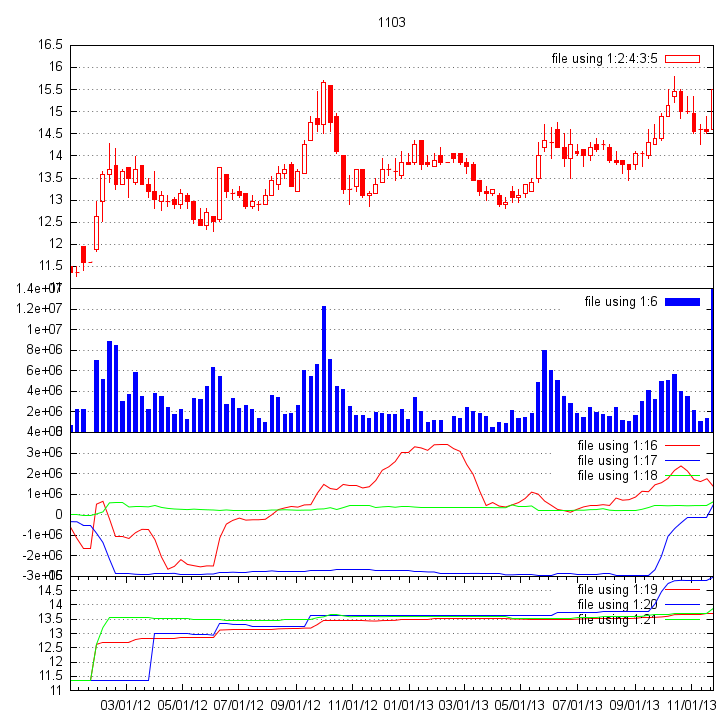 1103
16.5
file using 1:2:4:3:5
16
15.5
15
14.5
14
13.5
13
12.5
12
11.5
1.4e+07
file using 1:6
1.2e+07
1e+07
8e+06
6e+06
4e+06
2e+06
4e+06
file using 1:16
3e+06
file using 1:17
2e+06
file using 1:18
1e+06
0
-1e+06
-2e+06
-3e+06
14.5
file using 1:19
14
file using 1:20
13.5
file using 1:21
13
12.5
12
11.5
11
03/01/12 05/01/12 07/01/12 09/01/12 11/01/12 01/01/13 03/01/13 05/01/13 07/01/13 09/01/13 11/01/13